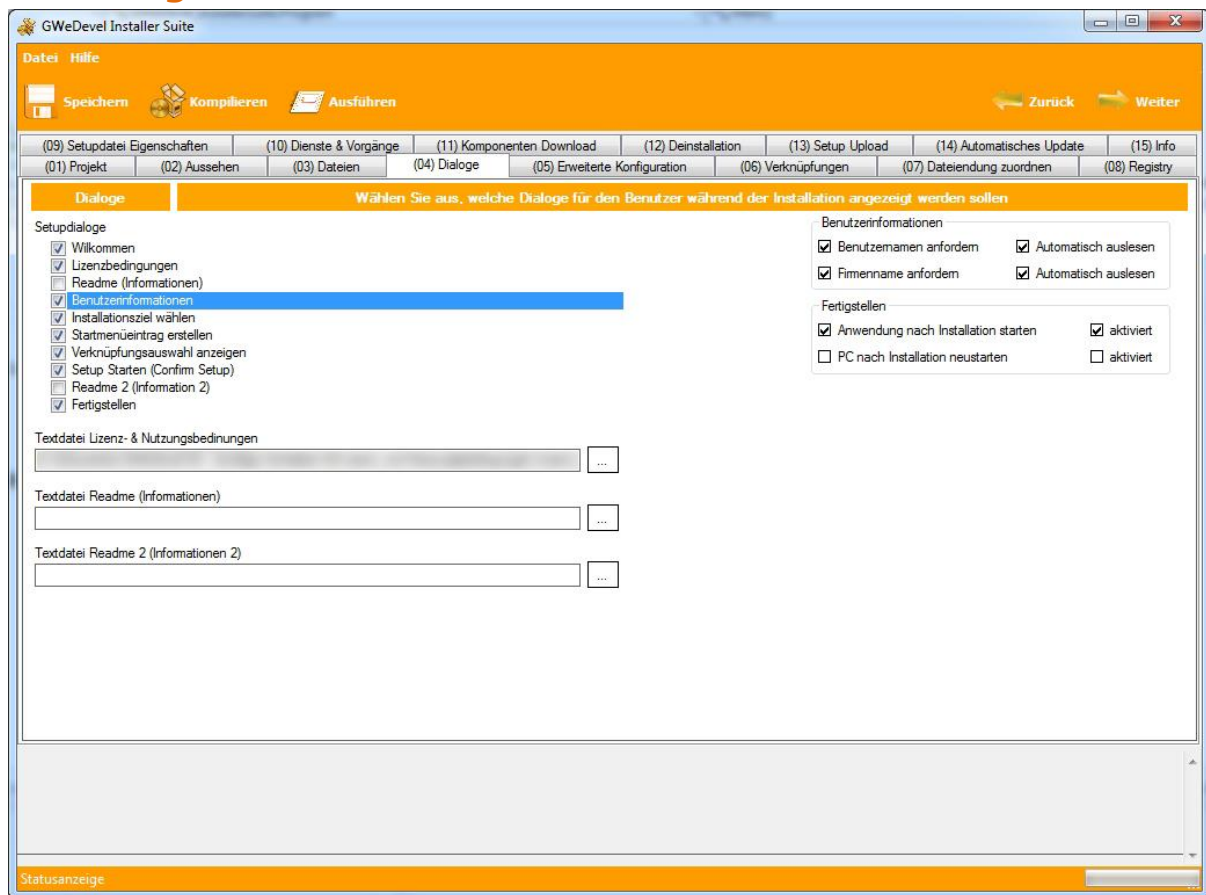 GWeDevel Installer Suite
Datei Hilfe
Speichern Kompilieren Ausführen Zurück Weiter
(09) Setupdatei Eigenschaften (10) Dienste & Vorgänge (11) Komponenten Download (12) Deinstallation (13) Setup Upload (14) Automatisches Update (15) Info
(01) Projekt (02) Aussehen (03) Dateien (04) Dialoge (05) Erweiterte Konfiguration (06) Verknüpfungen (07) Dateiendung zuordnen (08) Registry
Dialoge Wählen Sie aus, welche Dialoge für den Benutzer während der Installation angezeigt werden sollen
Setupdialoge
Wilkommen
Lizenzbedingungen
Readme (Informationen)
Benutzerinformationen
Installationsziel wählen
Startmenüeintrag erstellen
Verknüpfungsauswahl anzeigen
Setup Starten (Confirm Setup)
Readme 2 (Information 2)
Fertigstellen
Benutzerinformationen
Benutzernamen anfordern Automatisch auslesen
Firmenname anfordern Automatisch auslesen
Fertigstellen
Anwendung nach Installation starten aktiviert
PC nach Installation neustarten aktiviert
Textdatei Lizenz- & Nutzungsbedinungen
...
Textdatei Readme (Informationen)
...
Textdatei Readme 2 (Informationen 2)
...
Statusanzeige